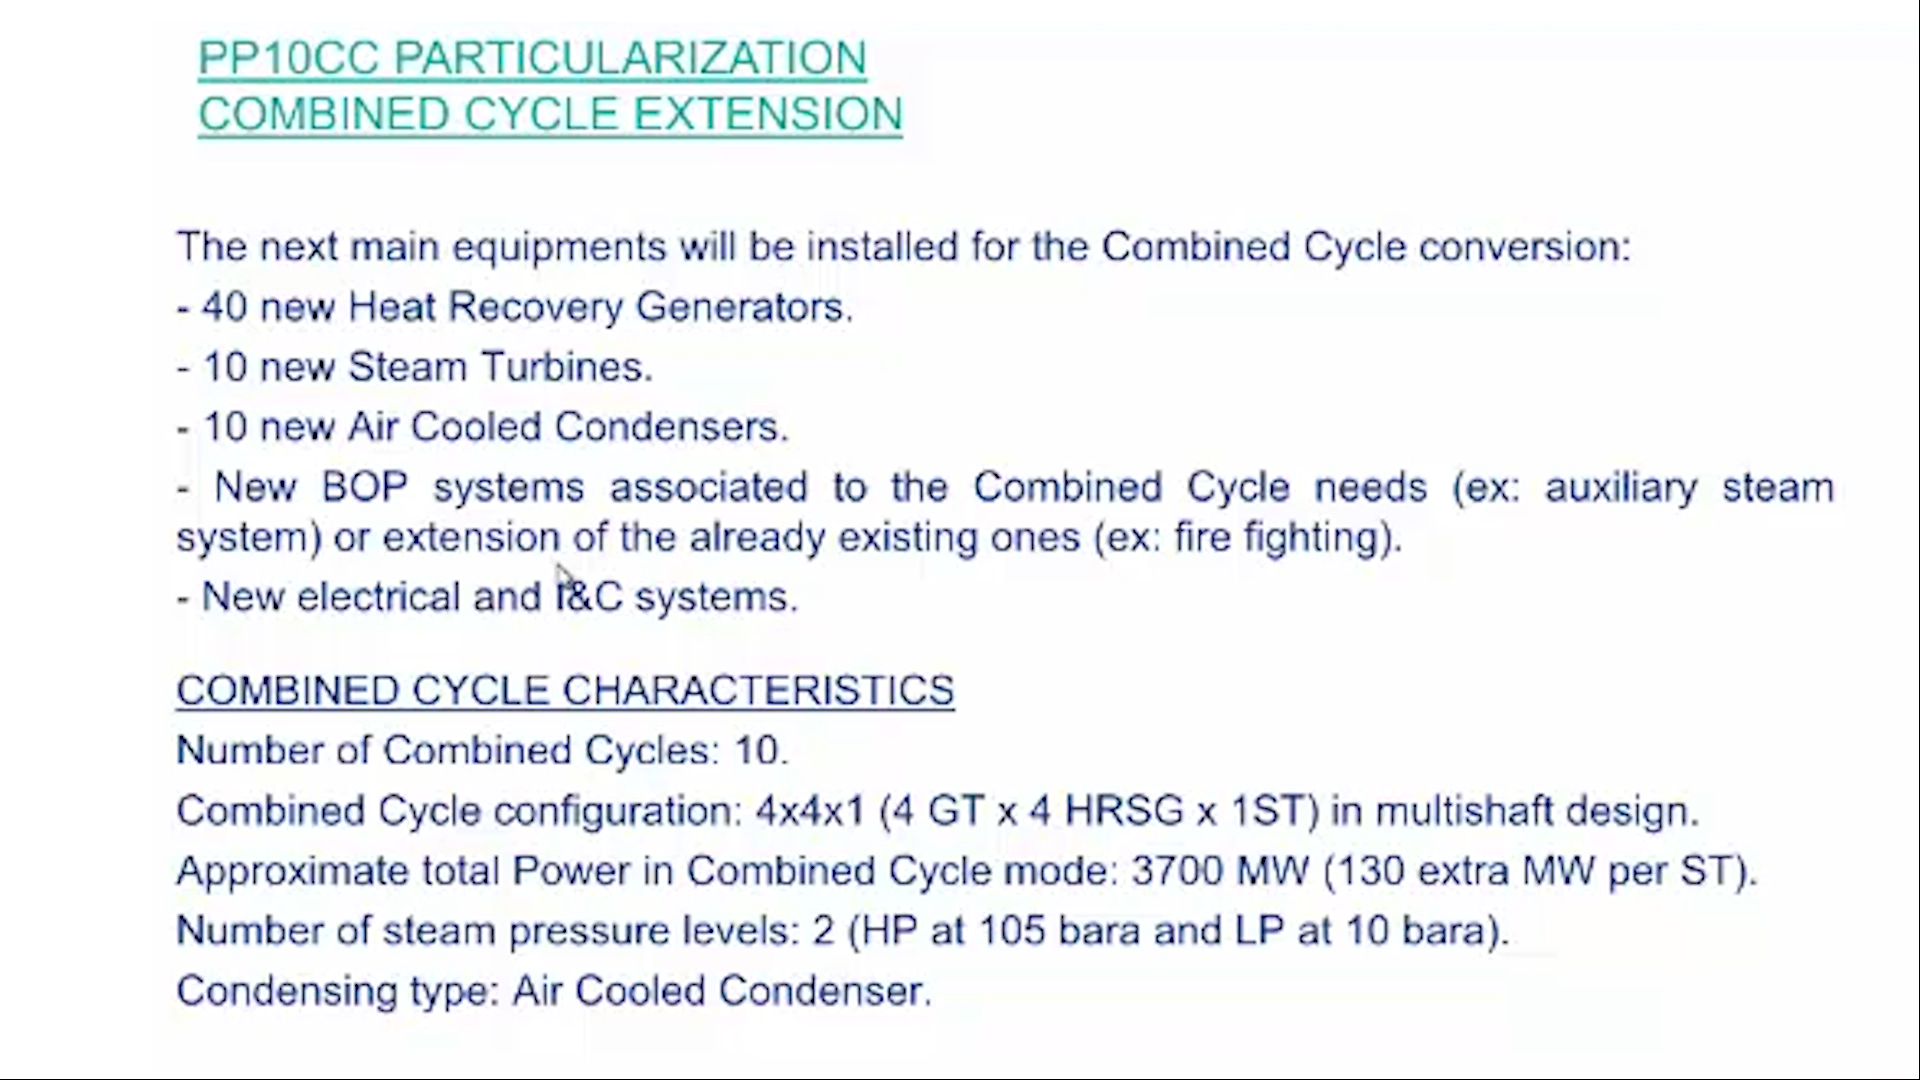 PP10CC PARTICULARIZATION
COMBINED CYCLE EXTENSION
The next main equipments will be installed for the Combined Cycle conversion:
- 40 new Heat Recovery Generators.
- 10 new Steam Turbines.
- 10 new Air Cooled Condensers.
- New BOP systems associated to the Combined Cycle needs (ex: auxiliary steam
system) or extension of the already existing ones (ex: fire fighting).
- New electrical and I&C systems.
COMBINED CYCLE CHARACTERISTICS
Number of Combined Cycles: 10.
Combined Cycle configuration: 4x4x1 (4 GT x 4 HRSG x 1ST) in multishaft design.
Approximate total Power in Combined Cycle mode: 3700 MW (130 extra MW per ST).
Number of steam pressure levels: 2 (HP at 105 bara and LP at 10 bara).
Condensing type: Air Cooled Condenser.